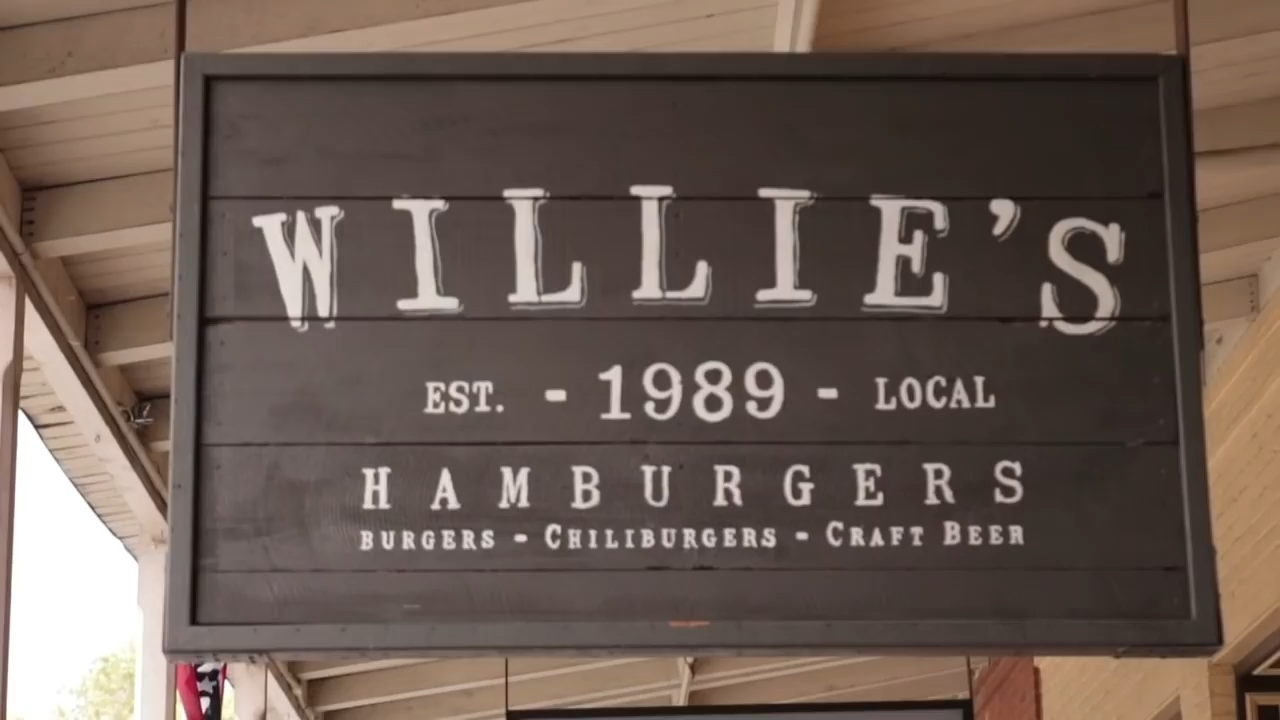 WILLIE'S
EST. - 1989 - LOCAL
HAMBURGERS
BURGERS - CHILIBURGERS - CRAFT BEER